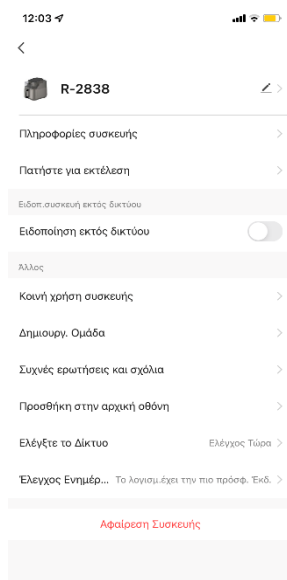 12:03
R-2838
Πληροφορίες συσκευής
Πατήστε για εκτέλεση
Ειδοπ.συσκευή εκτός δικτύου
Ειδοποίηση εκτός δικτύου
Άλλος
Κοινή χρήση συσκευής
Δημιουργ. Ομάδα
Συχνές ερωτήσεις και σχόλια
Προσθήκη στην αρχική οθόνη
Ελέγξτε το Δίκτυο Ελέγχος Τώρα
Έλεγχος Ενημέρ... Το λογισμ.έχει την πιο πρόσφ. Έκδ.
Αφαίρεση Συσκευής